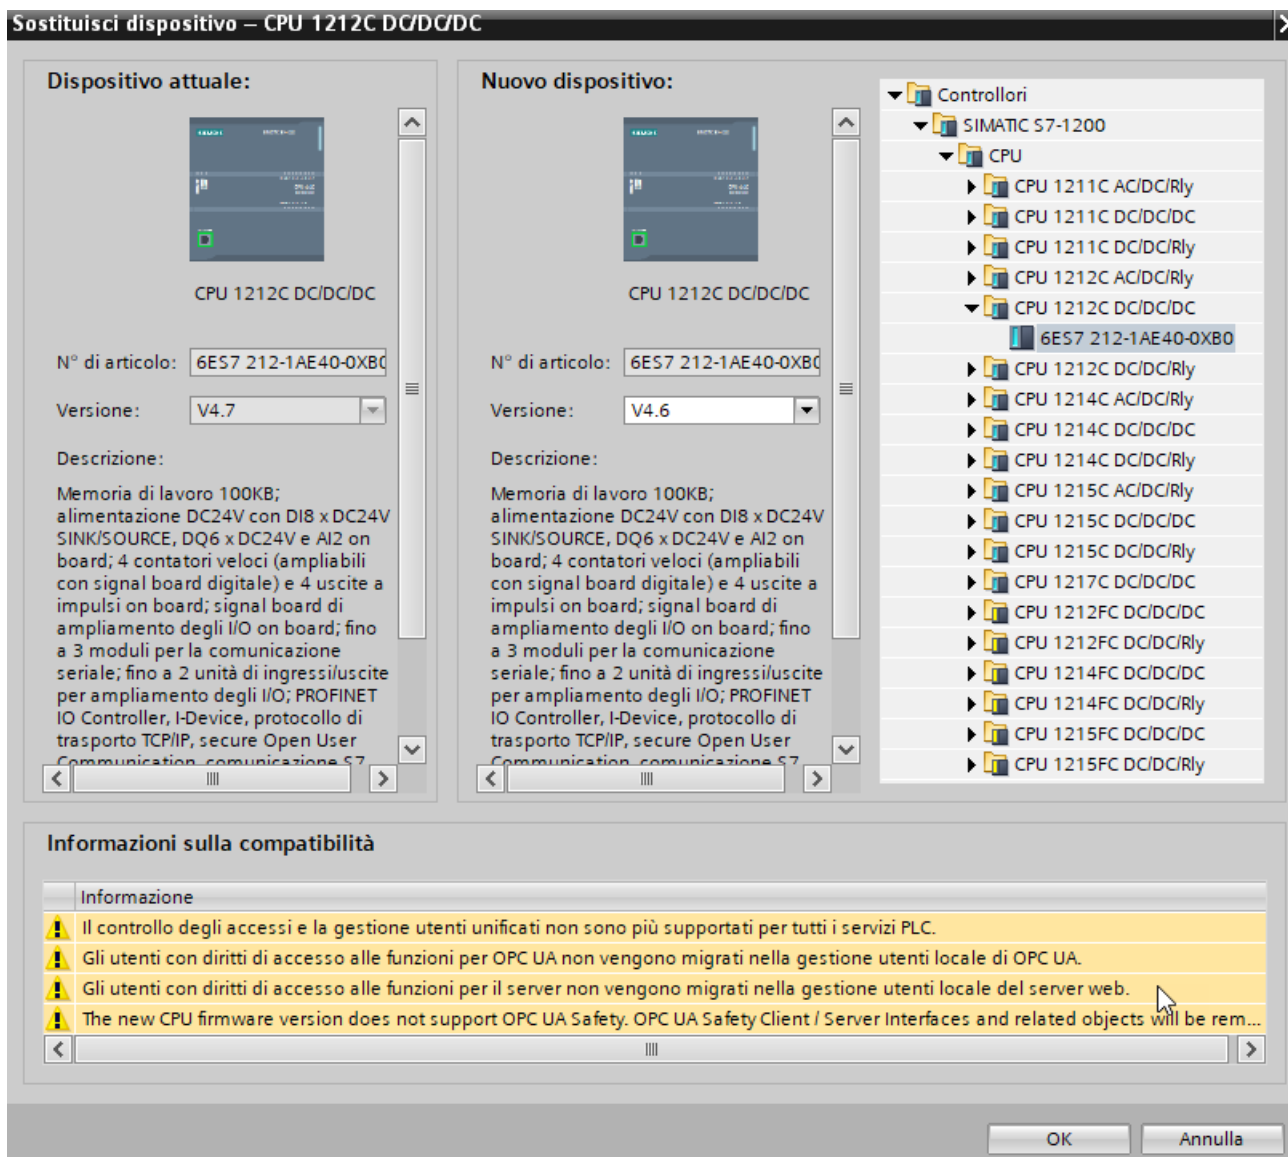 Sostituisci dispositivo – CPU 1212C DC/DC/DC
Dispositivo attuale:
CPU 1212C DC/DC/DC
N° di articolo:
6ES7 212-1AE40-0XB0
Versione:
V4.7
Descrizione:
Memoria di lavoro 100KB;
alimentazione DC24V con DI8 x DC24V
SINK/SOURCE, DQ6 x DC24V e AI2 on
board; 4 contatori veloci (ampliabili
con signal board digitale) e 4 uscite a
impulsi on board; signal board di
ampliamento degli I/O on board; fino
a 3 moduli per la comunicazione
seriale; fino a 2 unità di ingressi/uscite
per ampliamento degli I/O; PROFINET
IO Controller, I-Device, protocollo di
trasporto TCP/IP, secure Open User
Communication, comunicazione S7
Nuovo dispositivo:
CPU 1212C DC/DC/DC
N° di articolo:
6ES7 212-1AE40-0XB0
Versione:
V4.6
Descrizione:
Memoria di lavoro 100KB;
alimentazione DC24V con DI8 x DC24V
SINK/SOURCE, DQ6 x DC24V e AI2 on
board; 4 contatori veloci (ampliabili
con signal board digitale) e 4 uscite a
impulsi on board; signal board di
ampliamento degli I/O on board; fino
a 3 moduli per la comunicazione
seriale; fino a 2 unità di ingressi/uscite
per ampliamento degli I/O; PROFINET
IO Controller, I-Device, protocollo di
trasporto TCP/IP, secure Open User
Communication, comunicazione S7
Controllori
SIMATIC S7-1200
CPU
CPU 1211C AC/DC/Rly
CPU 1211C DC/DC/DC
CPU 1211C DC/DC/Rly
CPU 1212C AC/DC/Rly
CPU 1212C DC/DC/DC
6ES7 212-1AE40-0XB0
CPU 1212C DC/DC/Rly
CPU 1214C AC/DC/Rly
CPU 1214C DC/DC/DC
CPU 1214C DC/DC/Rly
CPU 1215C AC/DC/Rly
CPU 1215C DC/DC/DC
CPU 1215C DC/DC/Rly
CPU 1217C DC/DC/DC
CPU 1212FC DC/DC/DC
CPU 1212FC DC/DC/Rly
CPU 1214FC DC/DC/DC
CPU 1214FC DC/DC/Rly
CPU 1215FC DC/DC/DC
CPU 1215FC DC/DC/Rly
Informazioni sulla compatibilità
Informazione
Il controllo degli accessi e la gestione utenti unificati non sono più supportati per tutti i servizi PLC.
Gli utenti con diritti di accesso alle funzioni per OPC UA non vengono migrati nella gestione utenti locale di OPC UA.
Gli utenti con diritti di accesso alle funzioni per il server non vengono migrati nella gestione utenti locale del server web.
The new CPU firmware version does not support OPC UA Safety. OPC UA Safety Client / Server Interfaces and related objects will be rem...
OK
Annulla